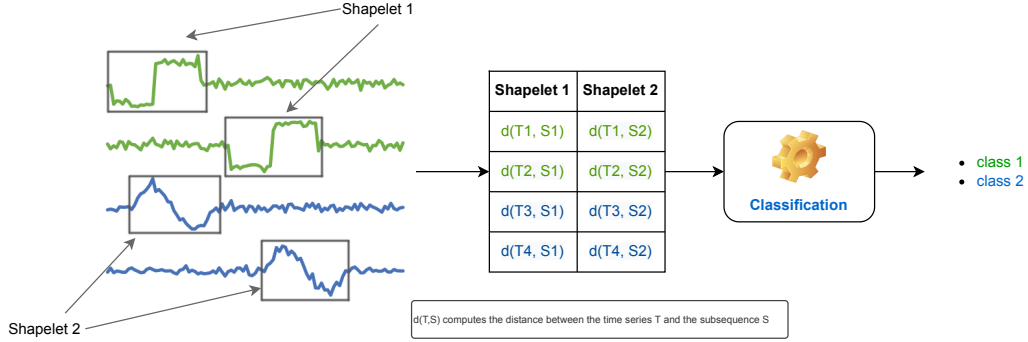 Shapelet 1
Shapelet 1 Shapelet 2
d(T1, S1) d(T1, S2)
d(T2, S1) d(T2, S2)
d(T3, S1) d(T3, S2)
d(T4, S1) d(T4, S2)
Classification
class 1
class 2
Shapelet 2
d(T,S) computes the distance between the time series T and the subsequence S